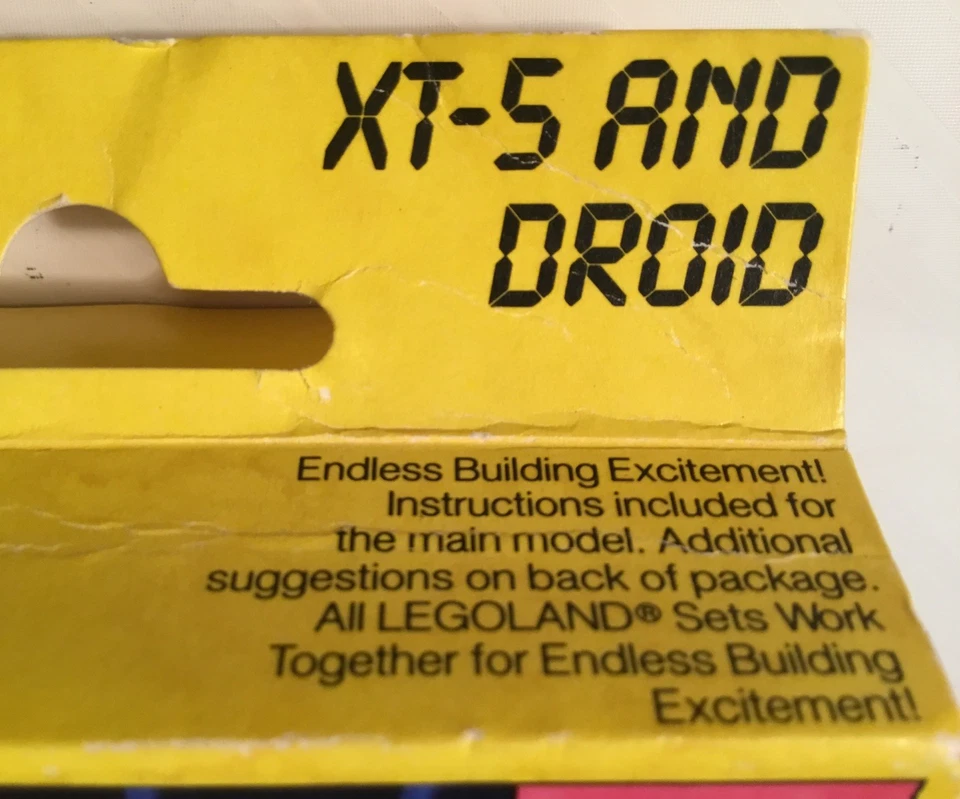 XT-5 AND
DROID
Endless Building Excitement!
Instructions included for
the main model. Additional
suggestions on back of package.
All LEGOLAND® Sets Work
Together for Endless Building
Excitement!